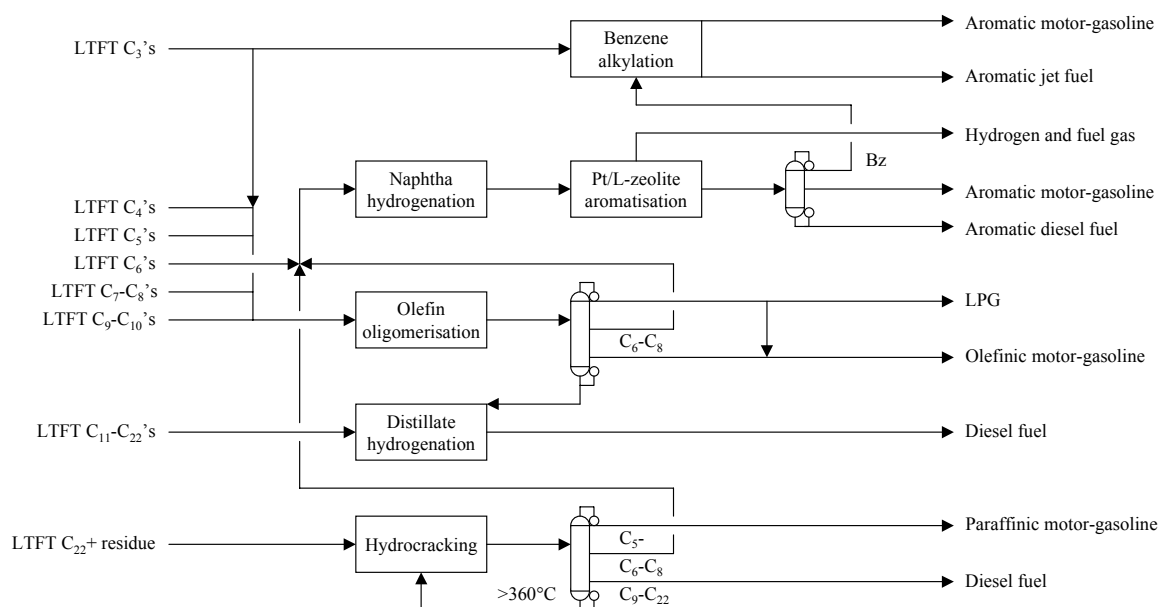 LTFT C₃'s
Benzene
alkylation
Aromatic motor-gasoline
Aromatic jet fuel
Hydrogen and fuel gas
Bz
Naphtha
hydrogenation
Pt/L-zeolite
aromatisation
Aromatic motor-gasoline
Aromatic diesel fuel
LTFT C₄'s
LTFT C₅'s
LTFT C₆'s
LTFT C₇-C₈'s
LTFT C₉-C₁₀'s
Olefin
oligomerisation
C₆-C₈
LPG
Olefinic motor-gasoline
LTFT C₁₁-C₂₂'s
Distillate
hydrogenation
Diesel fuel
LTFT C₂₂+ residue
Hydrocracking
>360°C
C₅-
C₆-C₈
C₉-C₂₂
Paraffinic motor-gasoline
Diesel fuel